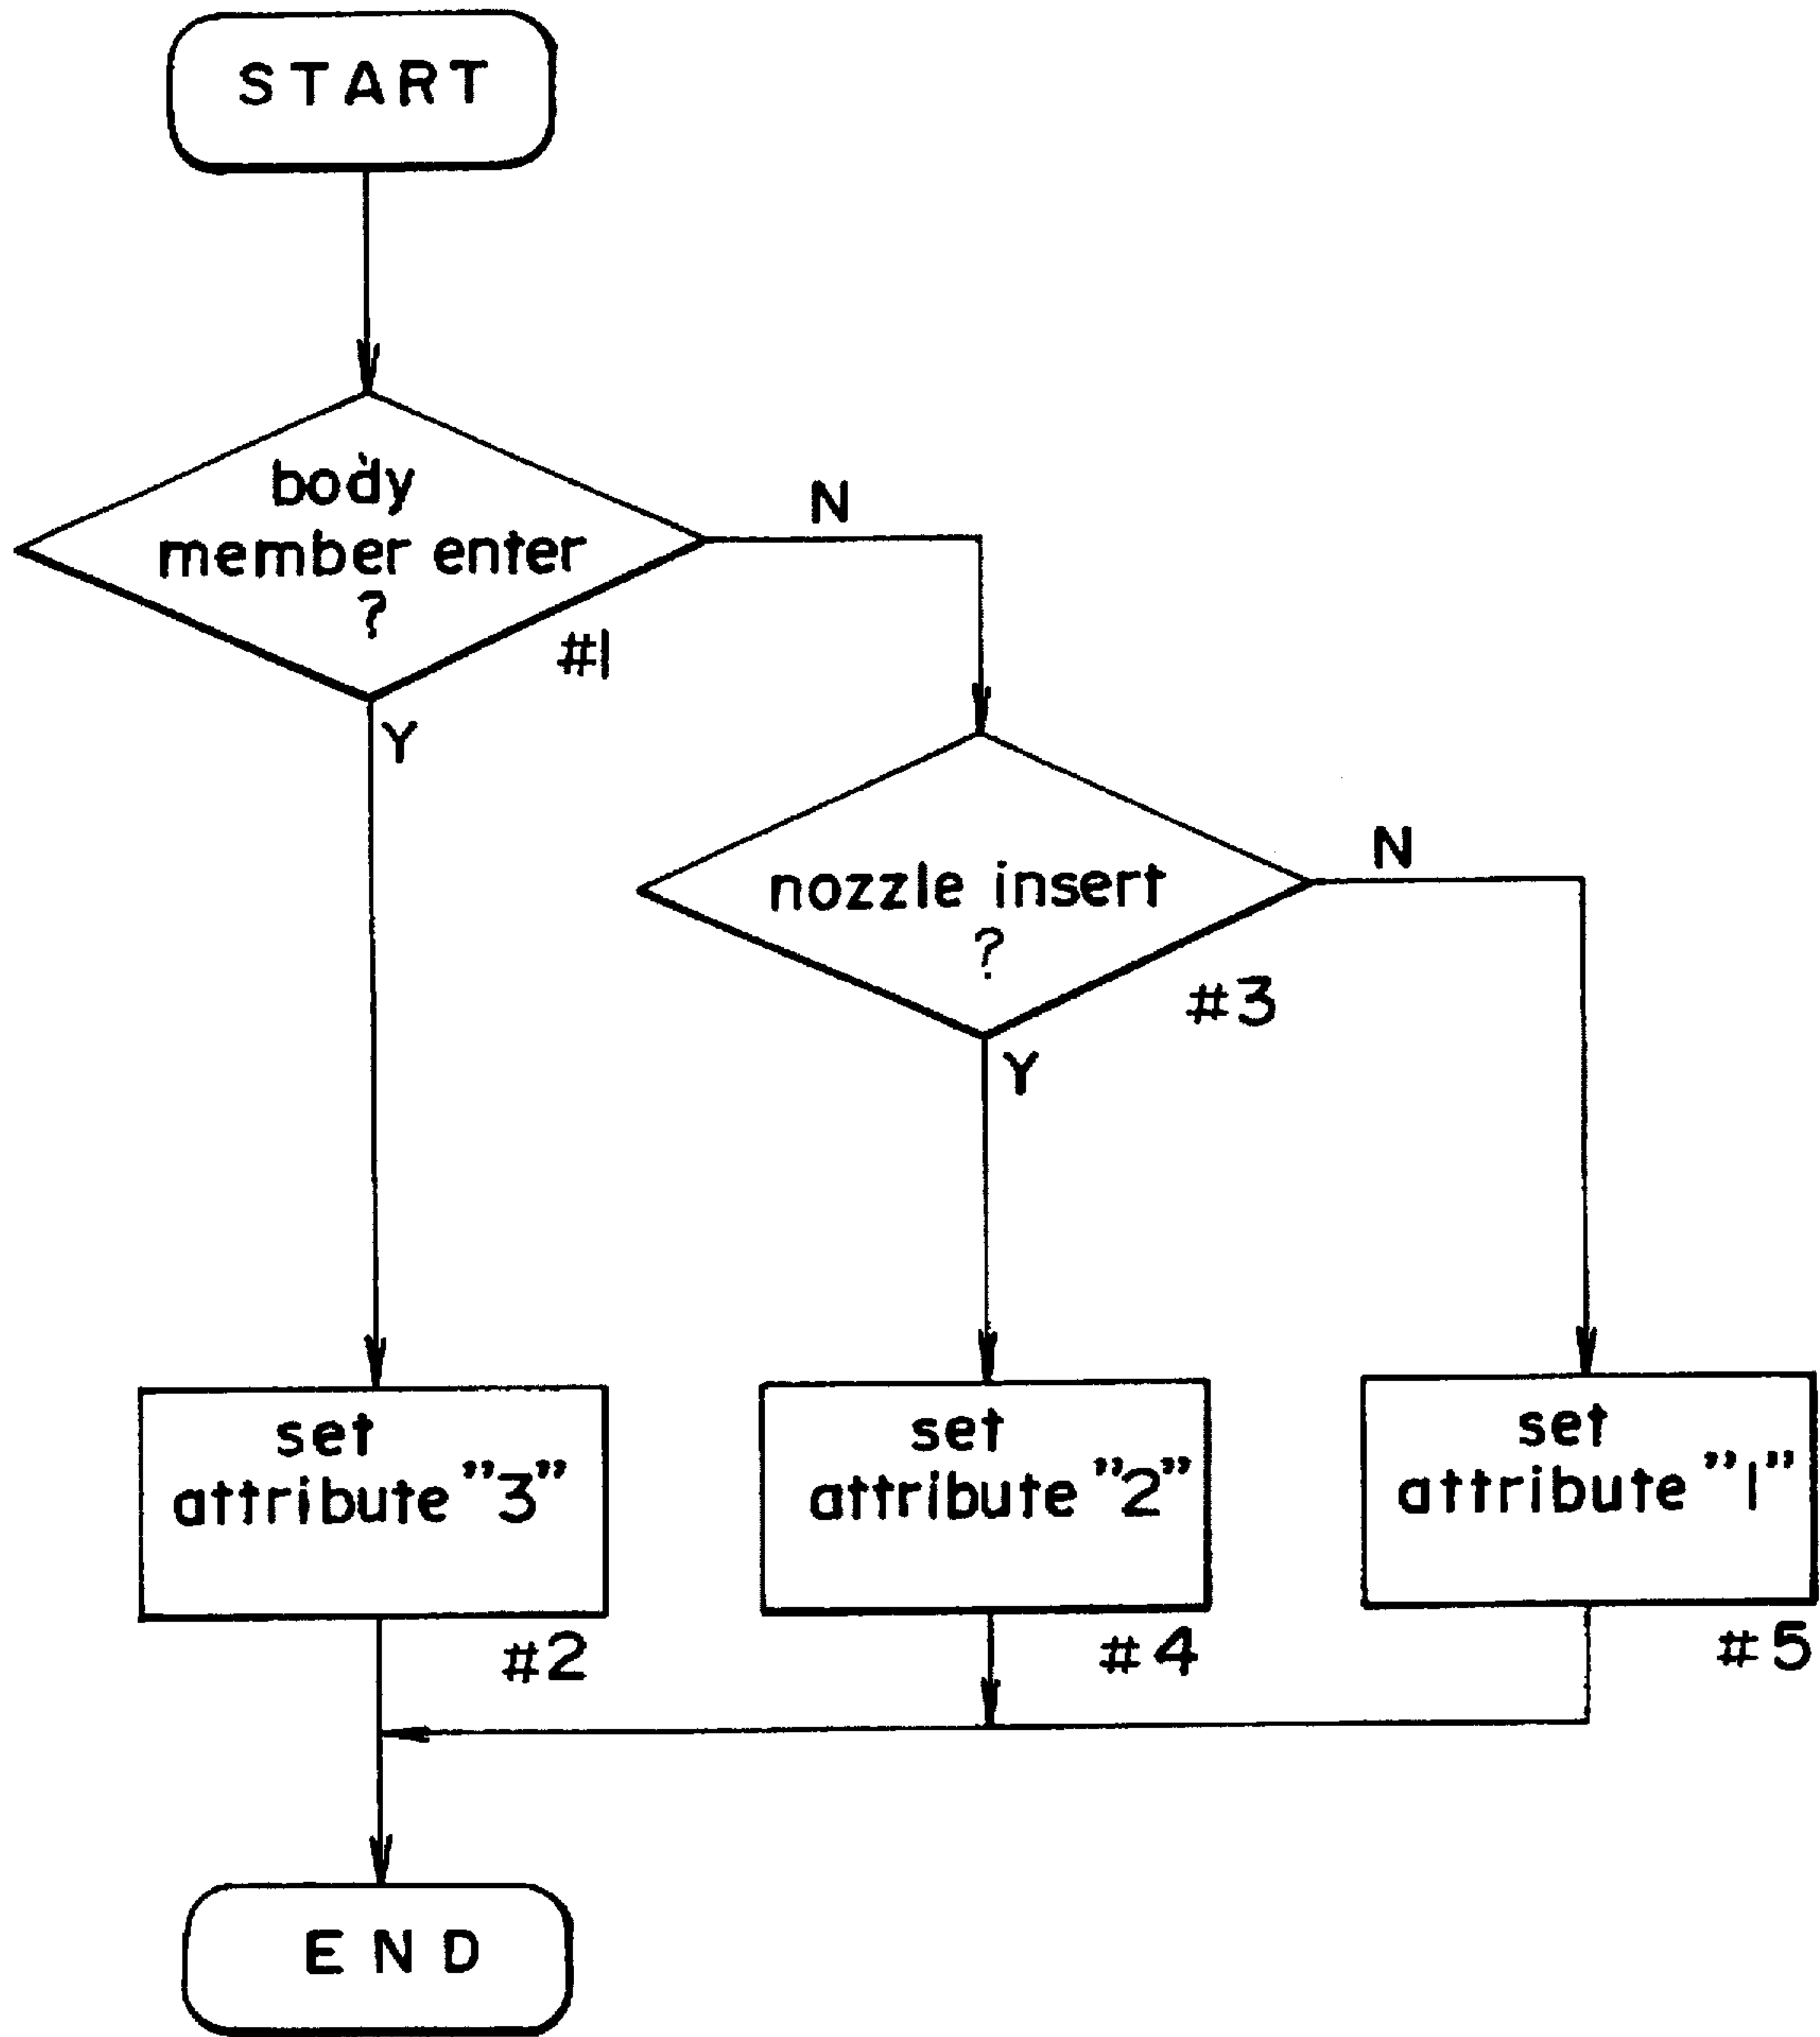 START
body
member enter
?
#1
N
Y
nozzle insert
?
#3
N
Y
set
attribute "3"
#2
set
attribute "2"
#4
set
attribute "1"
#5
END